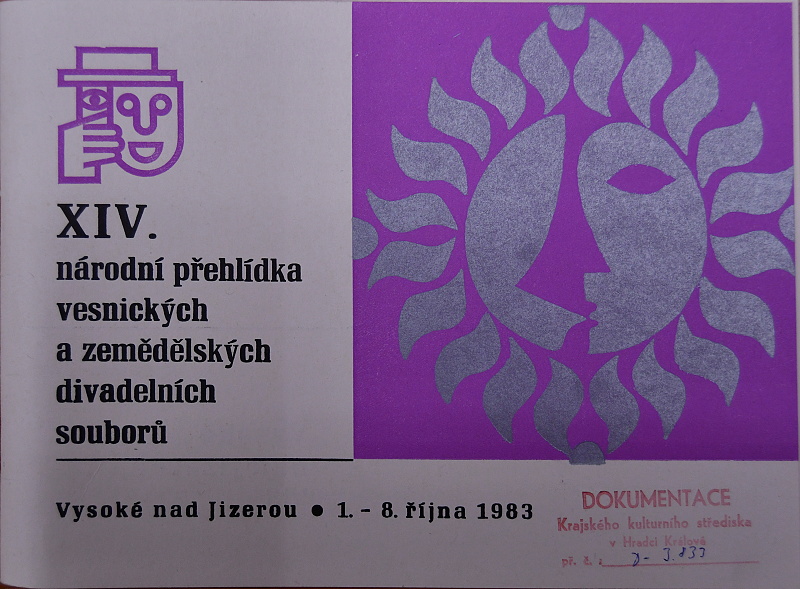 XIV.
národní přehlídka
vesnických
a zemědělských
divadelních
souborů
Vysoké nad Jizerou • 1. - 8. října 1983
DOKUMENTACE
Krajského kulturního střediska
v Hradci Králové
př. č.: